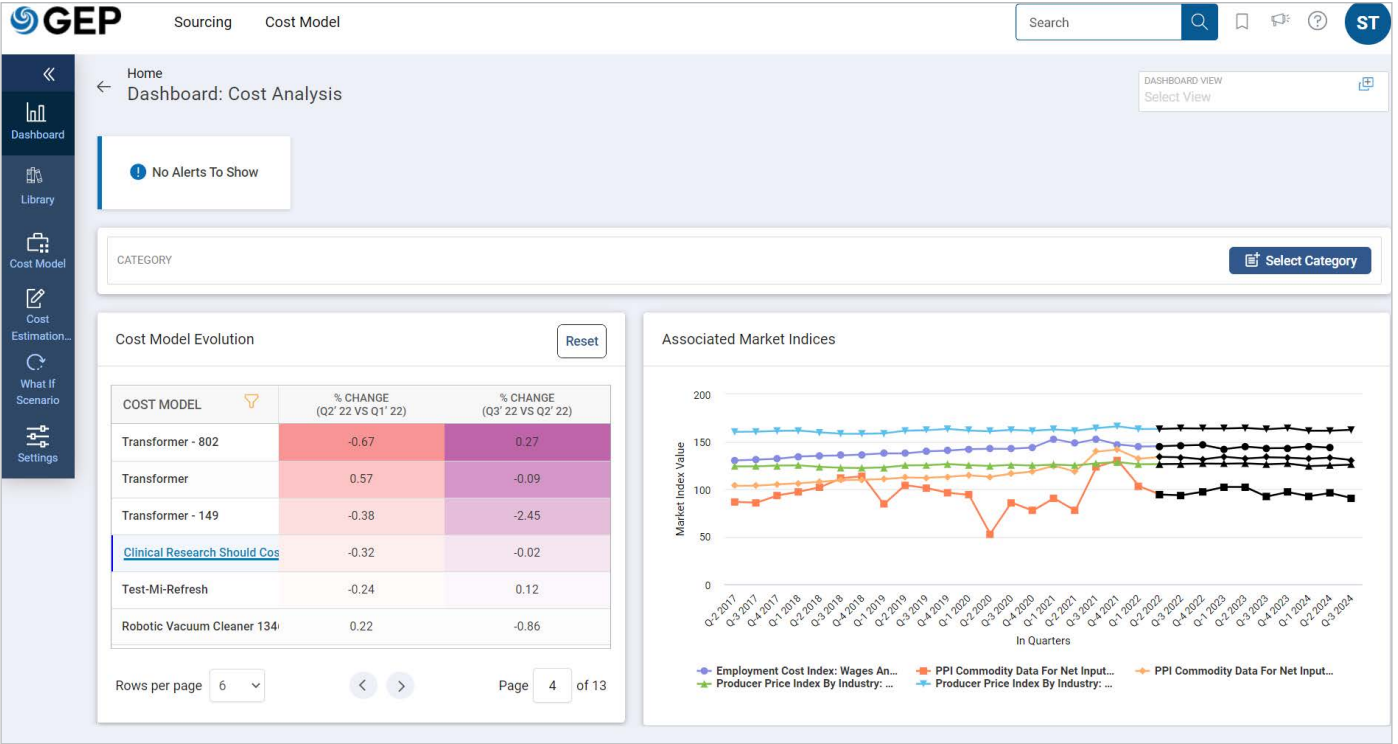 GEP
Sourcing
Cost Model
Search
ST
Home
Dashboard: Cost Analysis
DASHBOARD VIEW
Select View
Dashboard
Library
Cost Model
Cost
Estimation...
What If
Scenario
Settings
No Alerts To Show
CATEGORY
Select Category
Cost Model Evolution
Reset
COST MODEL
% CHANGE
(Q2' 22 VS Q1' 22)
% CHANGE
(Q3' 22 VS Q2' 22)
Transformer - 802 -0.67 0.27
Transformer 0.57 -0.09
Transformer - 149 -0.38 -2.45
Clinical Research Should Cos -0.32 -0.02
Test-Mi-Refresh -0.24 0.12
Robotic Vacuum Cleaner 134 0.22 -0.86
Rows per page 6
Page 4 of 13
Associated Market Indices
Market Index Value
200
150
100
50
0
Q-2 2017
Q-3 2017
Q-4 2017
Q-1 2018
Q-2 2018
Q-3 2018
Q-4 2018
Q-1 2019
Q-2 2019
Q-3 2019
Q-4 2019
Q-1 2020
Q-2 2020
Q-3 2020
Q-4 2020
Q-1 2021
Q-2 2021
Q-3 2021
Q-4 2021
Q-1 2022
Q-2 2022
Q-3 2022
Q-4 2022
Q-1 2023
Q-2 2023
Q-3 2023
Q-4 2023
Q-1 2024
Q-2 2024
Q-3 2024
In Quarters
Employment Cost Index: Wages An...
PPI Commodity Data For Net Input...
PPI Commodity Data For Net Input...
Producer Price Index By Industry: ...
Producer Price Index By Industry: ...